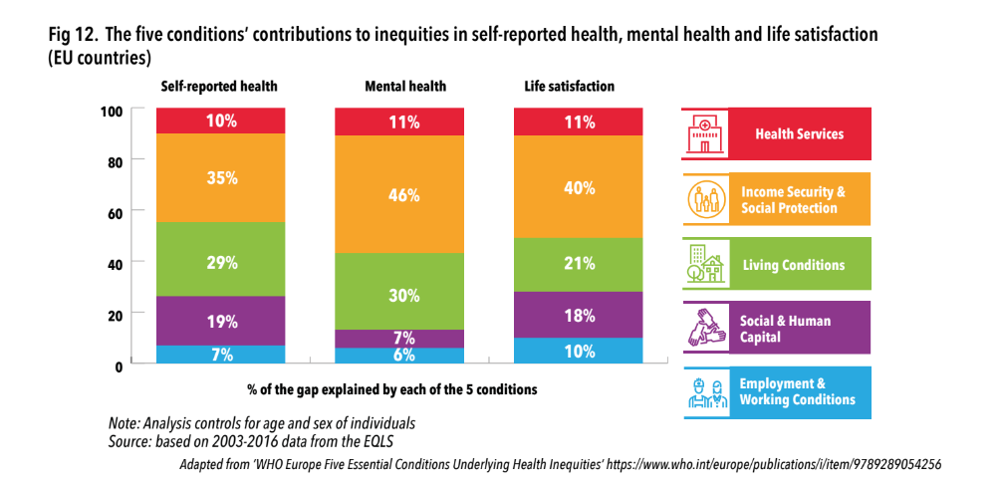 Fig 12. The five conditions' contributions to inequities in self-reported health, mental health and life satisfaction
(EU countries)
Self-reported health
Mental health
Life satisfaction
100
80
60
40
20
0
10%
35%
29%
19%
7%
11%
46%
30%
7%
6%
11%
40%
21%
18%
10%
Health Services
Income Security &
Social Protection
Living Conditions
Social & Human
Capital
Employment &
Working Conditions
% of the gap explained by each of the 5 conditions
Note: Analysis controls for age and sex of individuals
Source: based on 2003-2016 data from the EQLS
Adapted from 'WHO Europe Five Essential Conditions Underlying Health Inequities' https://www.who.int/europe/publications/i/item/9789289054256